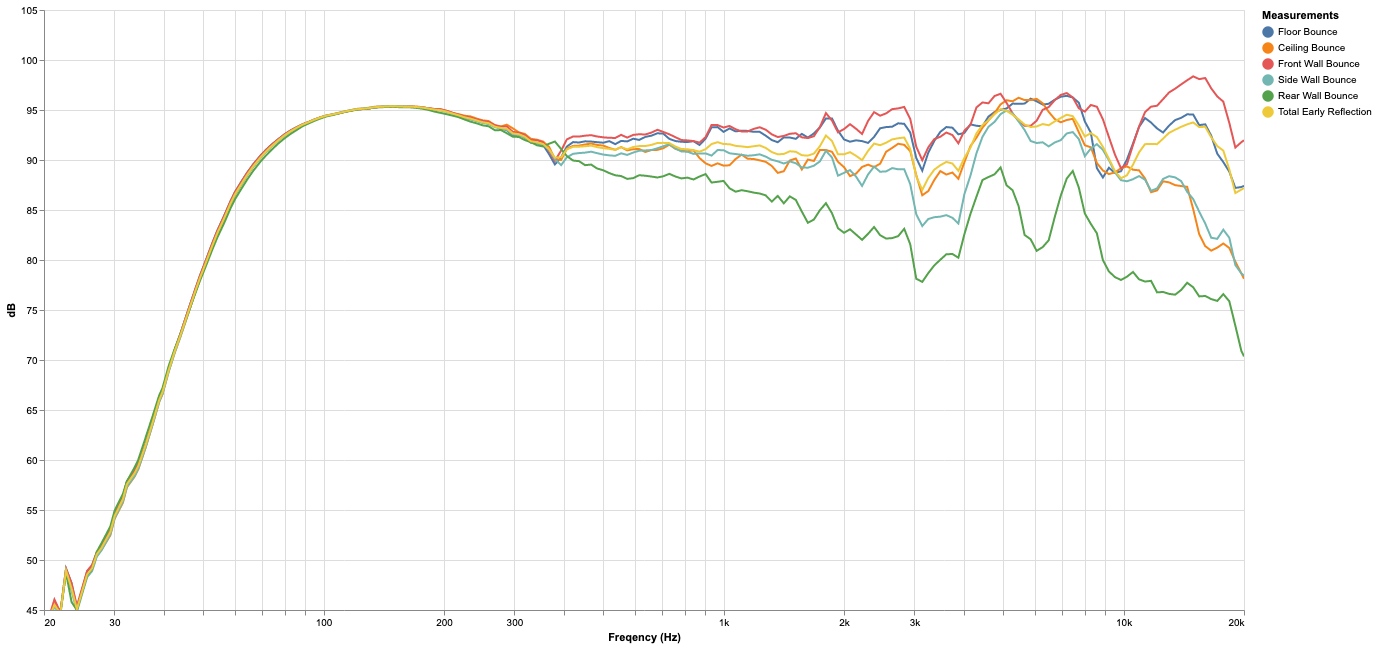 105
100
95
90
85
80
75
70
65
60
55
50
45
dB
20 30 100 200 300 1k 2k 3k 10k 20k
Freqency (Hz)
Measurements
Floor Bounce
Ceiling Bounce
Front Wall Bounce
Side Wall Bounce
Rear Wall Bounce
Total Early Reflection